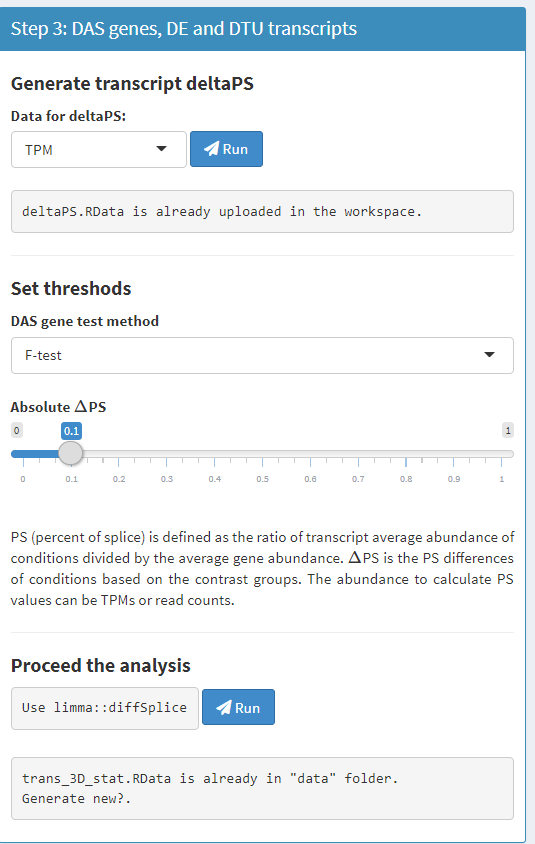 Step 3: DAS genes, DE and DTU transcripts
Generate transcript deltaPS
Data for deltaPS:
TPM
Run
deltaPS.RData is already uploaded in the workspace.
Set threshods
DAS gene test method
F-test
Absolute ΔPS
0 0.1 1
0 0.1 0.2 0.3 0.4 0.5 0.6 0.7 0.8 0.9 1
PS (percent of splice) is defined as the ratio of transcript average abundance of
conditions divided by the average gene abundance. ΔPS is the PS differences
of conditions based on the contrast groups. The abundance to calculate PS
values can be TPMs or read counts.
Proceed the analysis
Use limma::diffSplice
Run
trans_3D_stat.RData is already in "data" folder.
Generate new?.